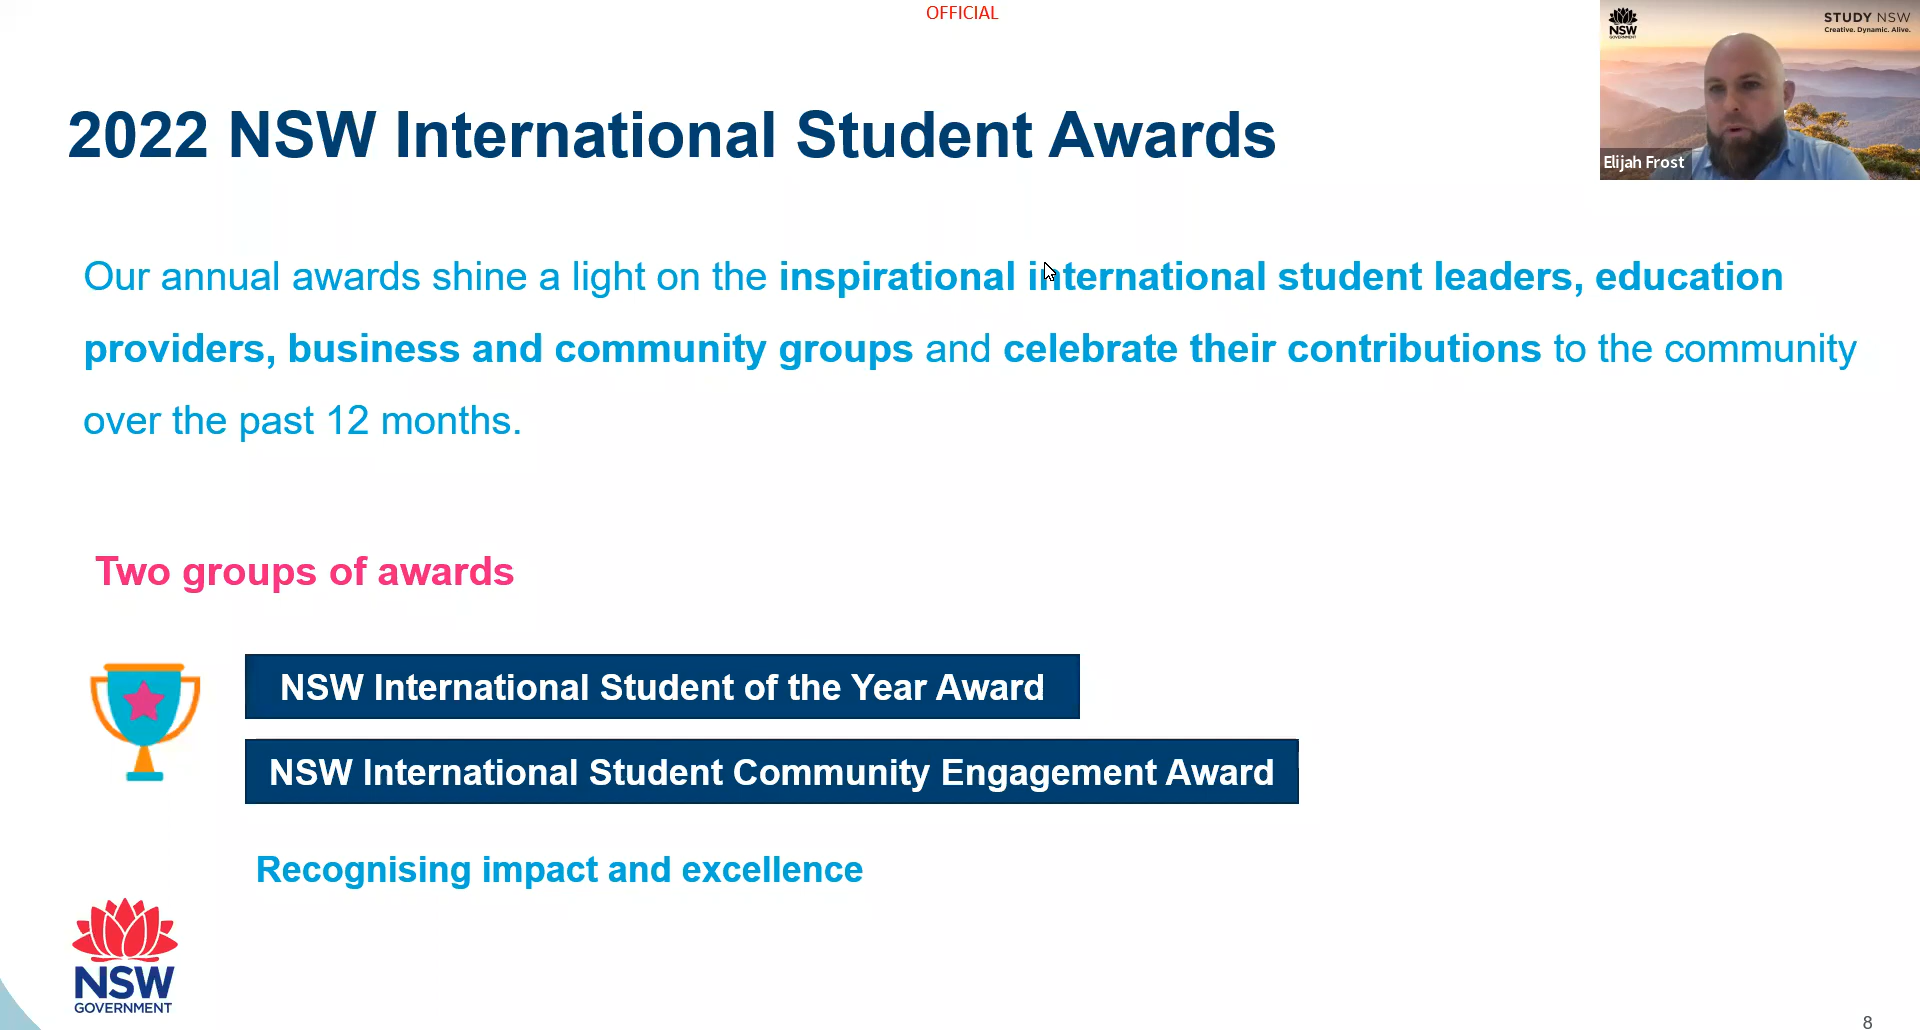 OFFICIAL
NSW
GOVERNMENT
STUDY NSW
Creative. Dynamic. Alive.
Elijah Frost
2022 NSW International Student Awards
Our annual awards shine a light on the inspirational international student leaders, education
providers, business and community groups and celebrate their contributions to the community
over the past 12 months.
Two groups of awards
NSW International Student of the Year Award
NSW International Student Community Engagement Award
Recognising impact and excellence
NSW
GOVERNMENT
8